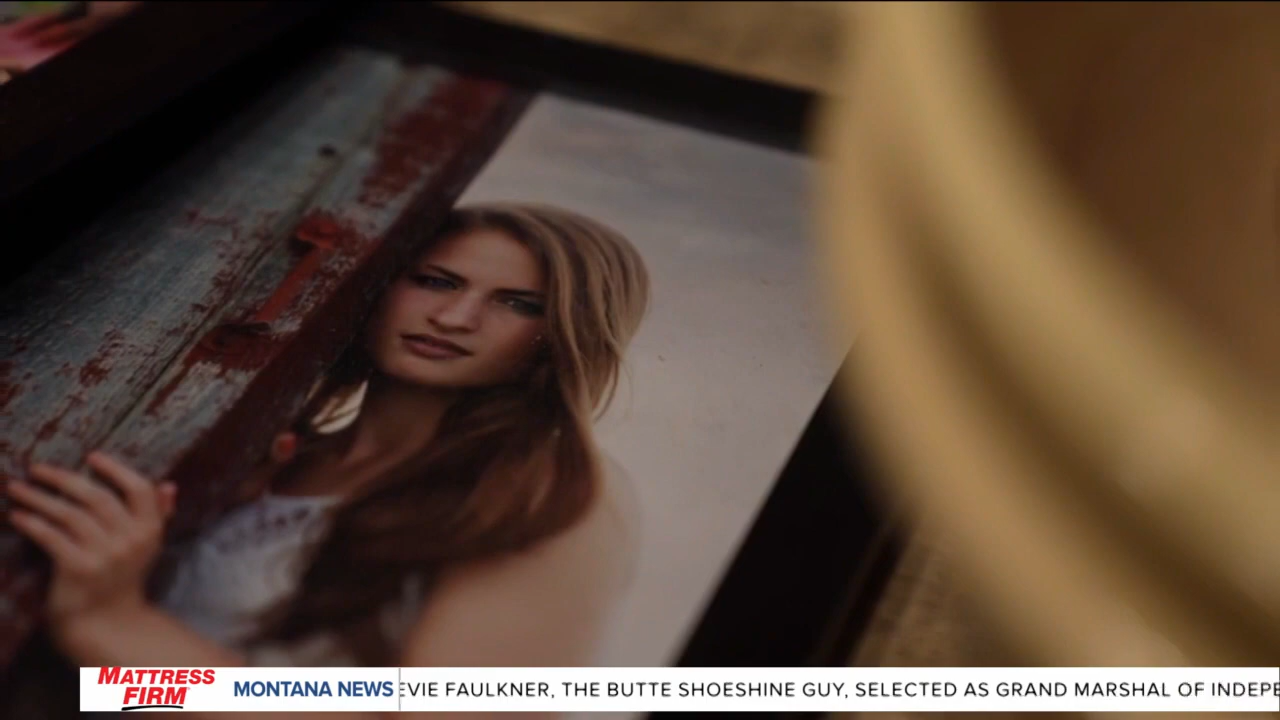 MATTRESS
FIRM
MONTANA NEWS
EVIE FAULKNER, THE BUTTE SHOESHINE GUY, SELECTED AS GRAND MARSHAL OF INDEPE